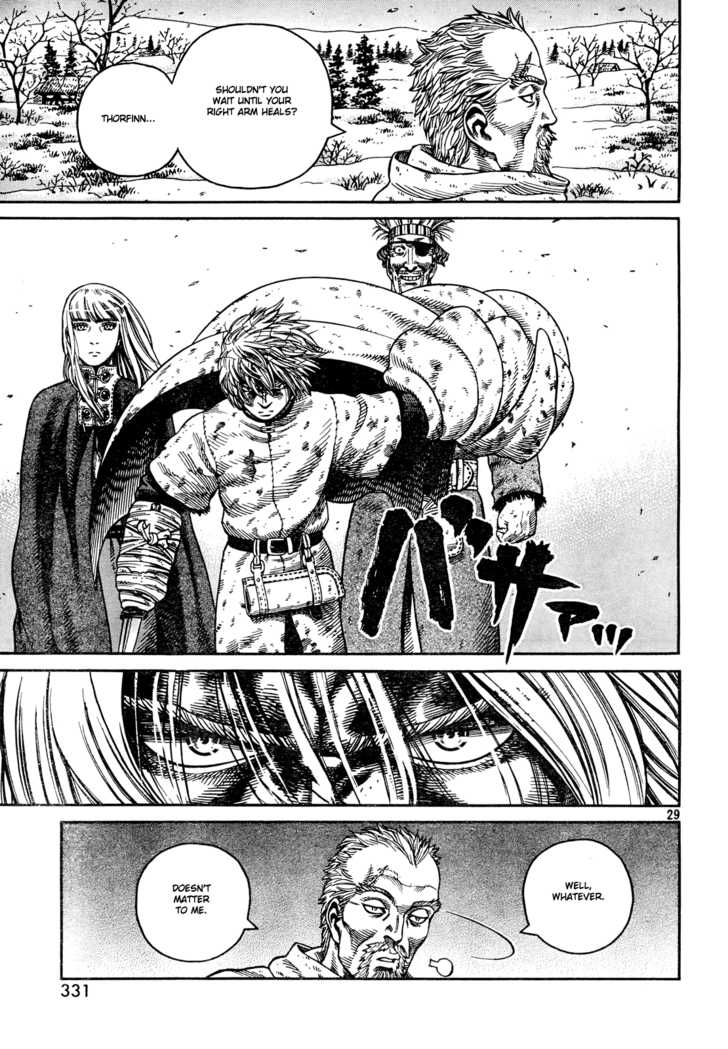 SHOULDN'T YOU
WAIT UNTIL YOUR
RIGHT ARM HEALS?
THORFINN...
バサァッ
29
WELL,
WHATEVER.
DOESN'T
MATTER
TO ME.
331